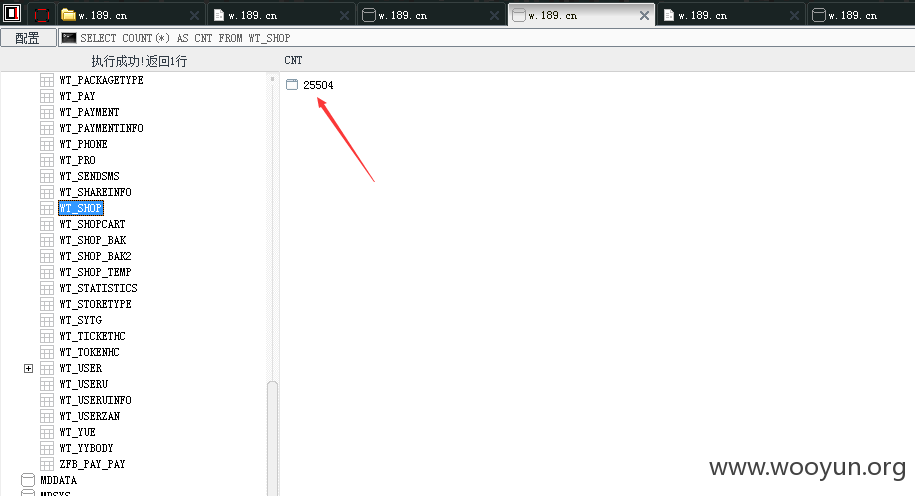 w.189.cn
w.189.cn
w.189.cn
w.189.cn
w.189.cn
w.189.cn
配置
SELECT COUNT(*) AS CNT FROM WT_SHOP
执行成功!返回1行
CNT
25504
WT_PACKAGETYPE
WT_PAY
WT_PAYMENT
WT_PAYMENTINFO
WT_PHONE
WT_PRO
WT_SENDSMS
WT_SHAREINFO
WT_SHOP
WT_SHOPCART
WT_SHOP_BAK
WT_SHOP_BAK2
WT_SHOP_TEMP
WT_STATISTICS
WT_STORETYPE
WT_SYTG
WT_TICKETHC
WT_TOKENHC
WT_USER
WT_USERU
WT_USERUINFO
WT_USERZAN
WT_YUE
WT_YYBODY
ZFB_PAY_PAY
MDDATA
MDSYS
www.wooyun.org